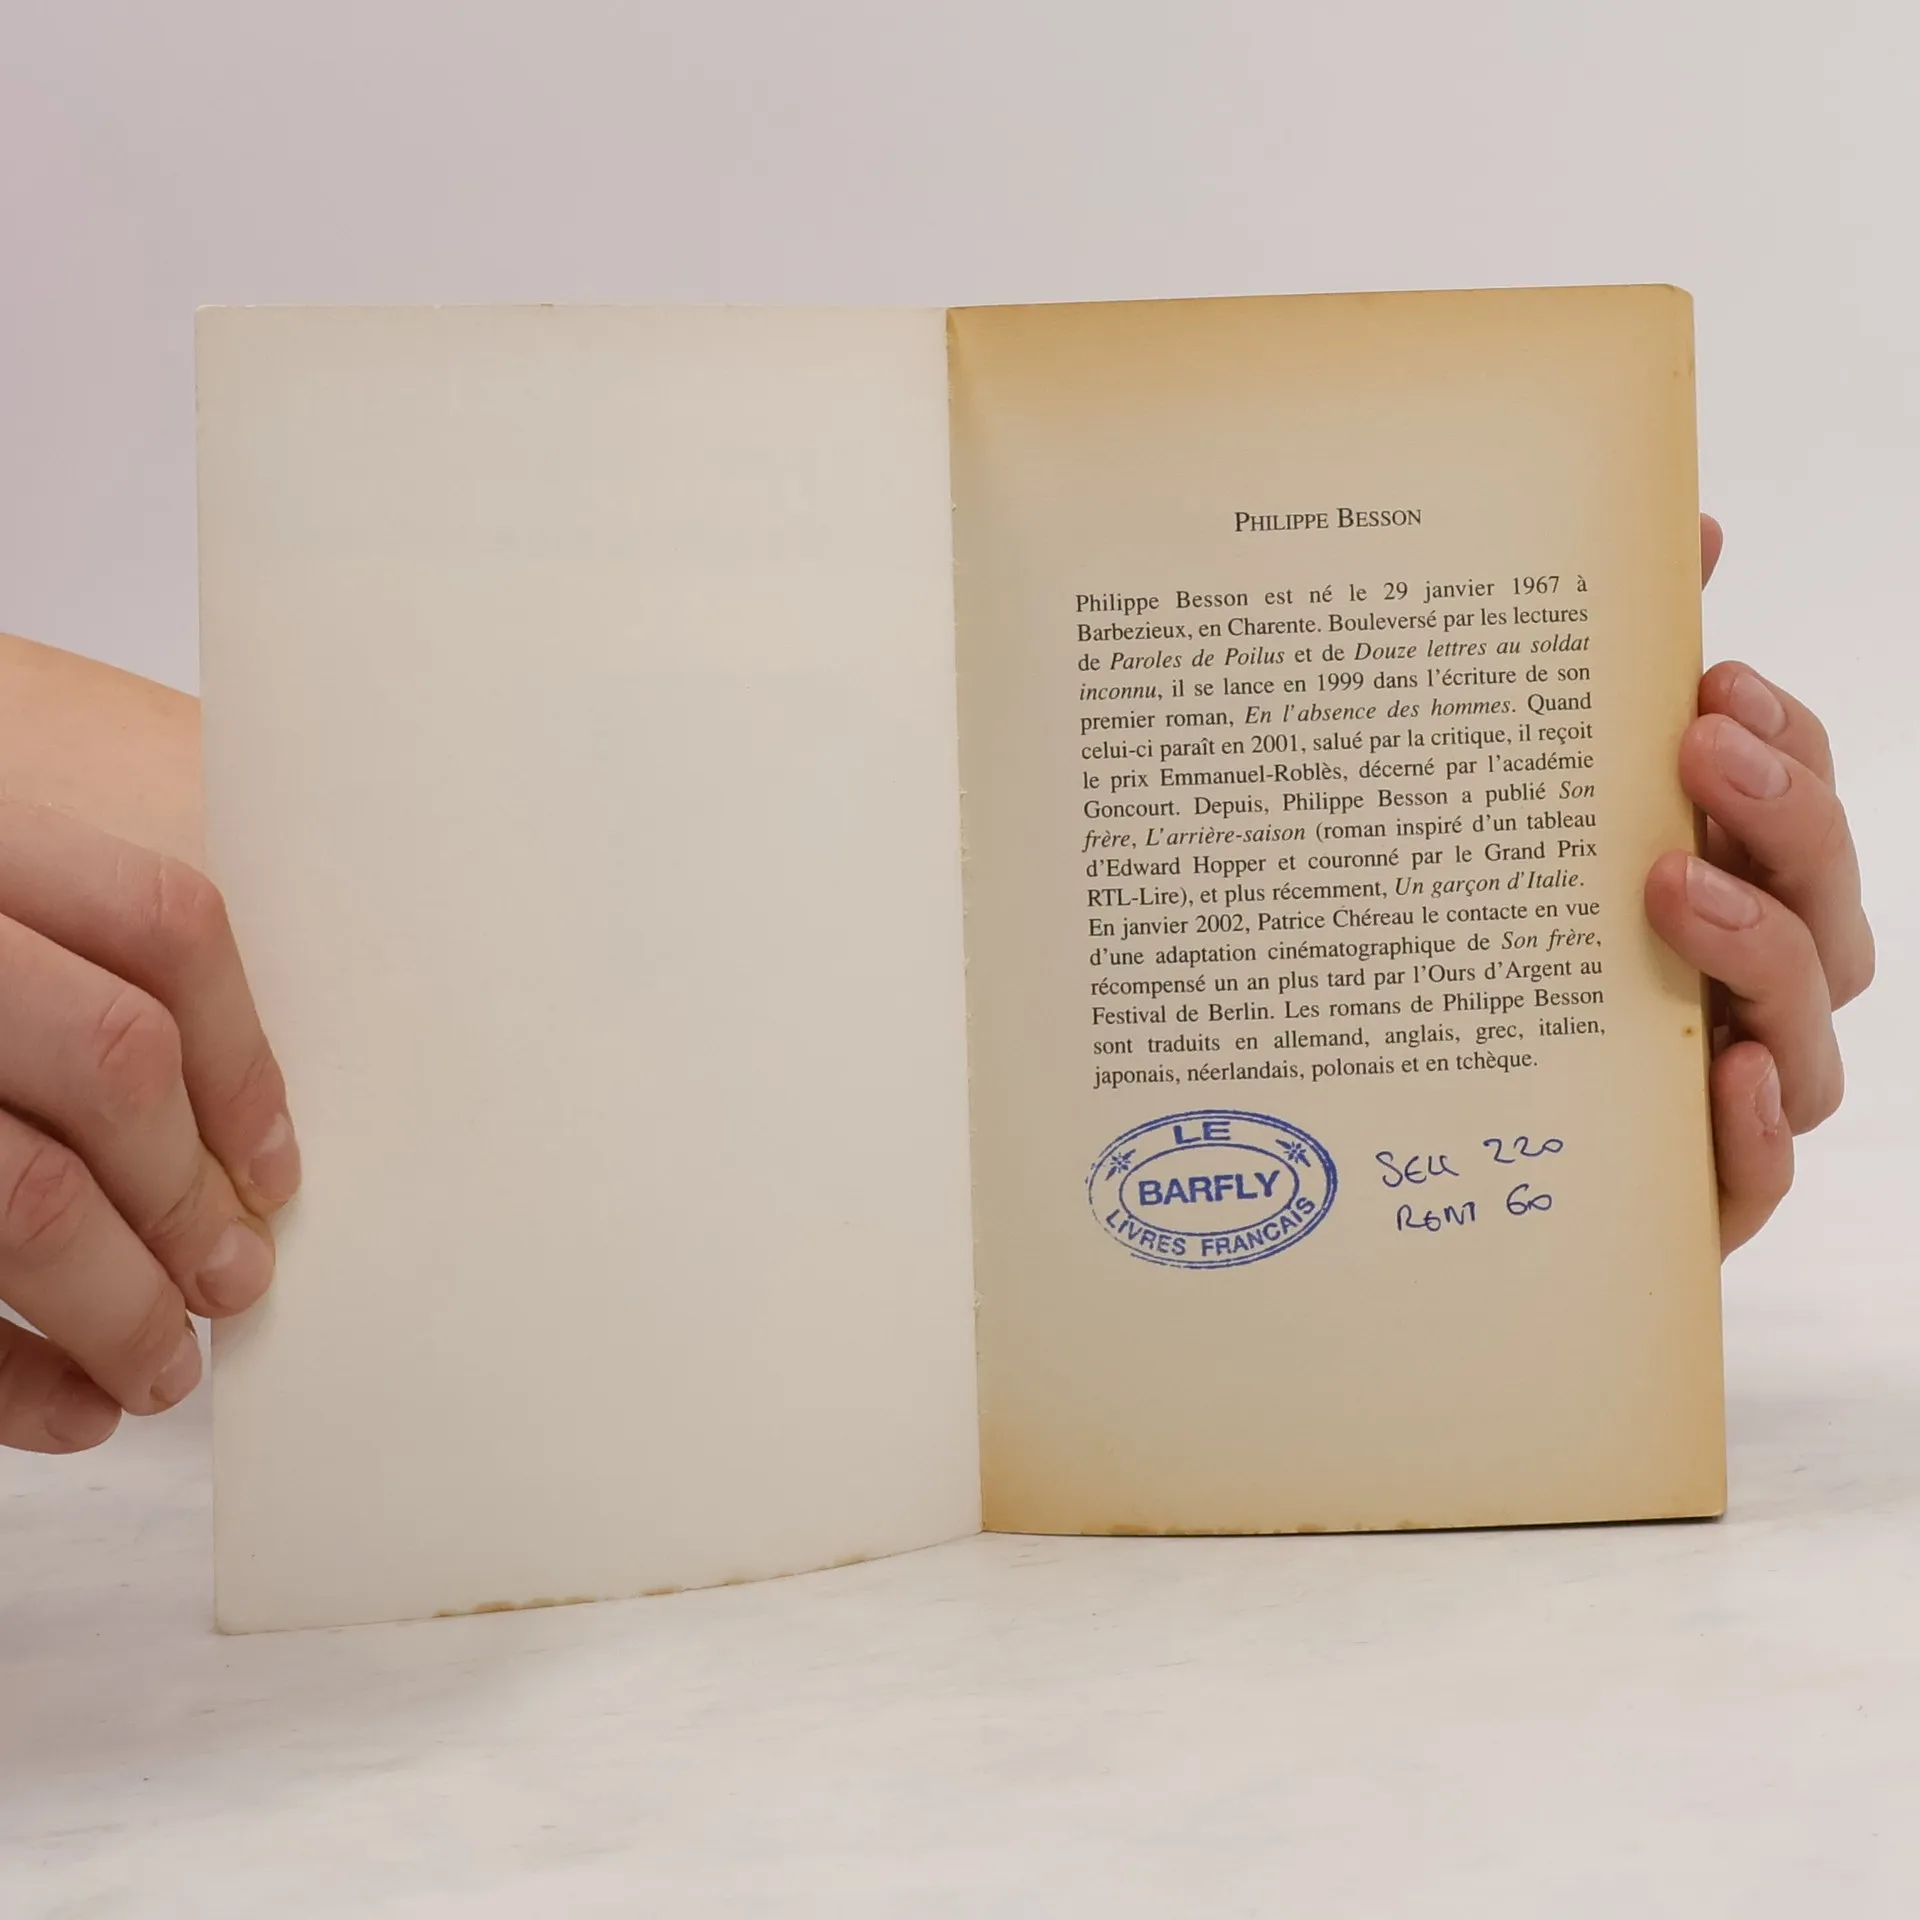 PHILIPPE BESSON
Philippe Besson est né le 29 janvier 1967 à
Barbezieux, en Charente. Bouleversé par les lectures
de Paroles de Poilus et de Douze lettres au soldat
inconnu, il se lance en 1999 dans l'écriture de son
premier roman, En l'absence des hommes. Quand
celui-ci paraît en 2001, salué par la critique, il reçoit
le prix Emmanuel-Roblès, décerné par l'académie
Goncourt. Depuis, Philippe Besson a publié Son
frère, L'arrière-saison (roman inspiré d'un tableau
d'Edward Hopper et couronné par le Grand Prix
RTL-Lire), et plus récemment, Un garçon d'Italie.
En janvier 2002, Patrice Chéreau le contacte en vue
d'une adaptation cinématographique de Son frère,
récompensé un an plus tard par l'Ours d'Argent au
Festival de Berlin. Les romans de Philippe Besson
sont traduits en allemand, anglais, grec, italien,
japonais, néerlandais, polonais et en tchèque.
LE
BARFLY
LIVRES FRANCAIS
SELL 220
RENT 60